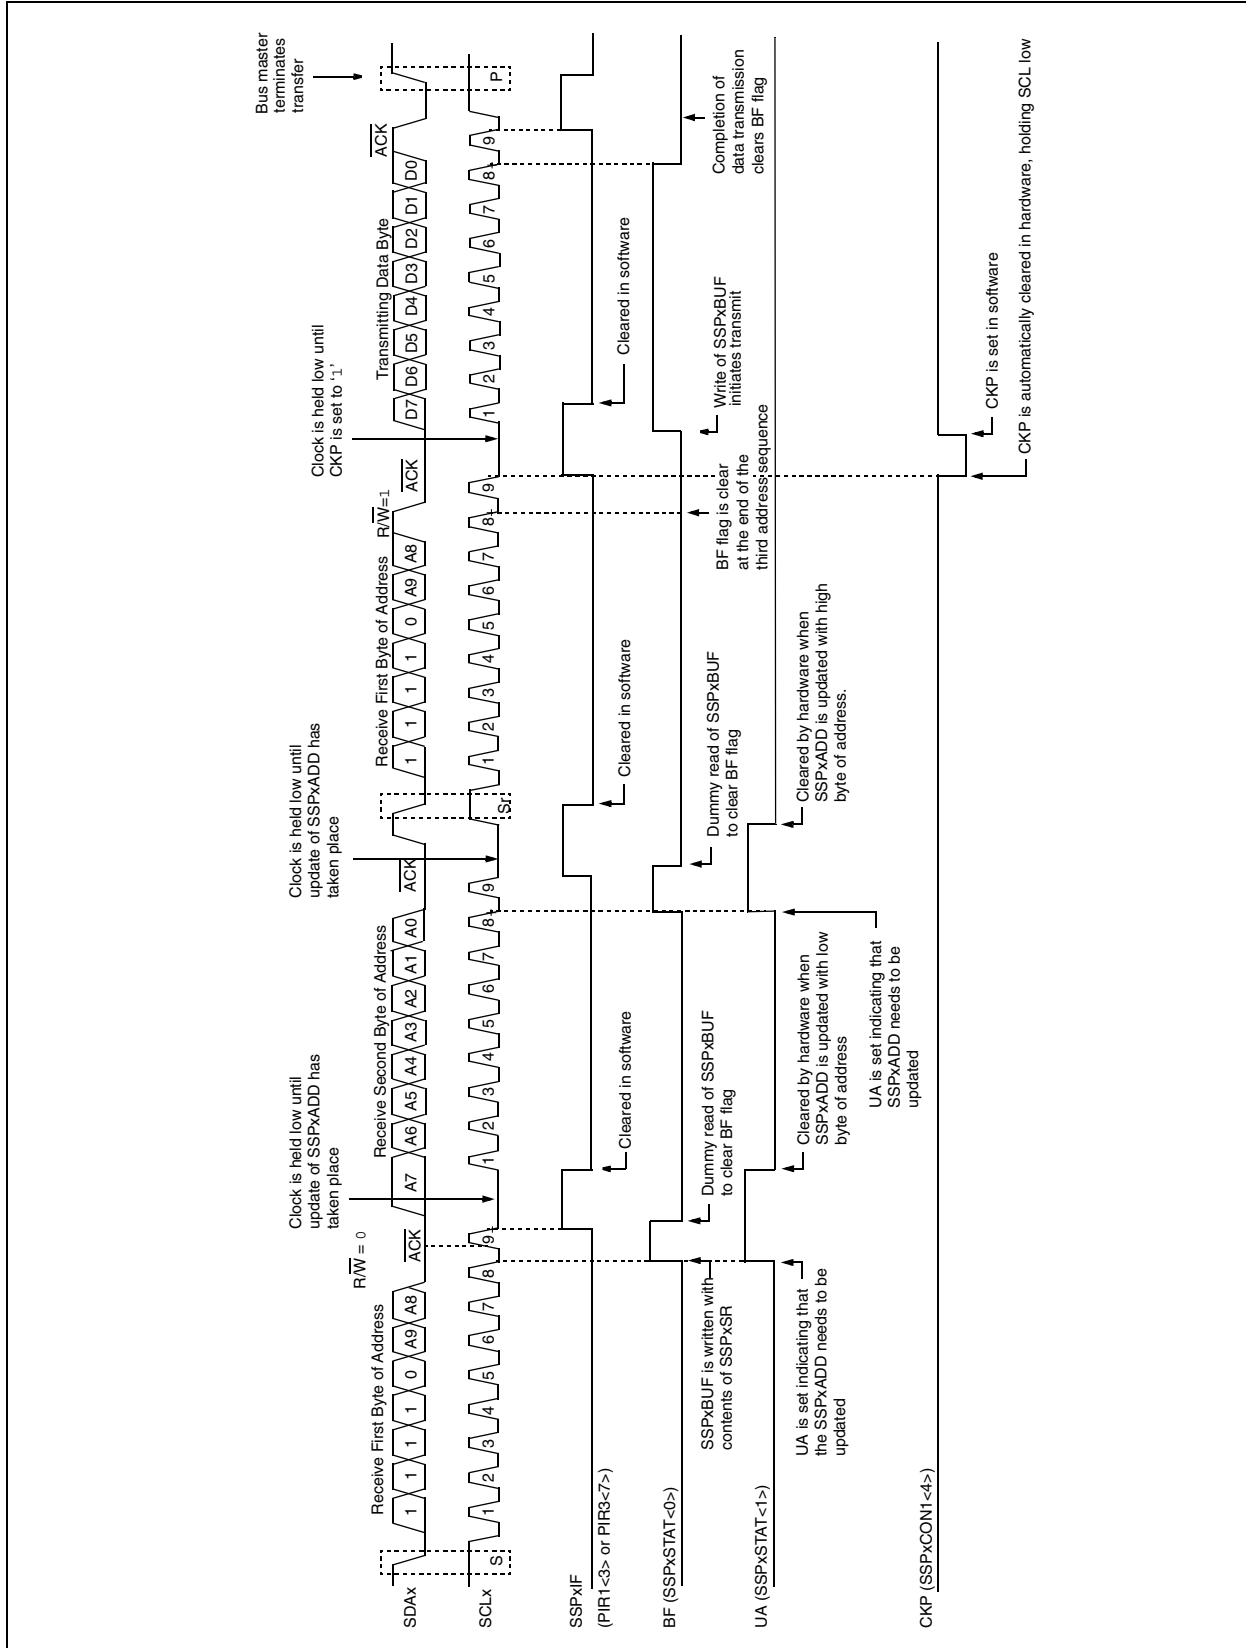 Bus master
terminates
transfer
Clock is held low until
update of SSPxADD has
taken place
Clock is held low until
update of SSPxADD has
taken place
Clock is held low until
CKP is set to ‘1’
R/W = 0
R/W=1
Receive First Byte of Address
ACK
Receive Second Byte of Address
ACK
Receive First Byte of Address
ACK
Transmitting Data Byte
ACK
SDAx
1 1 1 1 0 A9 A8
A7 A6 A5 A4 A3 A2 A1 A0
1 1 1 1 0 A9 A8
D7 D6 D5 D4 D3 D2 D1 D0
SCLx
S 1 2 3 4 5 6 7 8 9 1 2 3 4 5 6 7 8 9 Sr 1 2 3 4 5 6 7 8 9 1 2 3 4 5 6 7 8 9 P
SSPxIF
(PIR1<3> or PIR3<7>)
Cleared in software
Cleared in software
Cleared in software
BF (SSPxSTAT<0>)
SSPxBUF is written with
contents of SSPxSR
Dummy read of SSPxBUF
to clear BF flag
Dummy read of SSPxBUF
to clear BF flag
BF flag is clear
at the end of the
third address sequence
Write of SSPxBUF
initiates transmit
Completion of
data transmission
clears BF flag
UA (SSPxSTAT<1>)
UA is set indicating that
the SSPxADD needs to be
updated
Cleared by hardware when
SSPxADD is updated with low
byte of address
UA is set indicating that
SSPxADD needs to be
updated
Cleared by hardware when
SSPxADD is updated with high
byte of address.
CKP (SSPxCON1<4>)
CKP is set in software
CKP is automatically cleared in hardware, holding SCL low